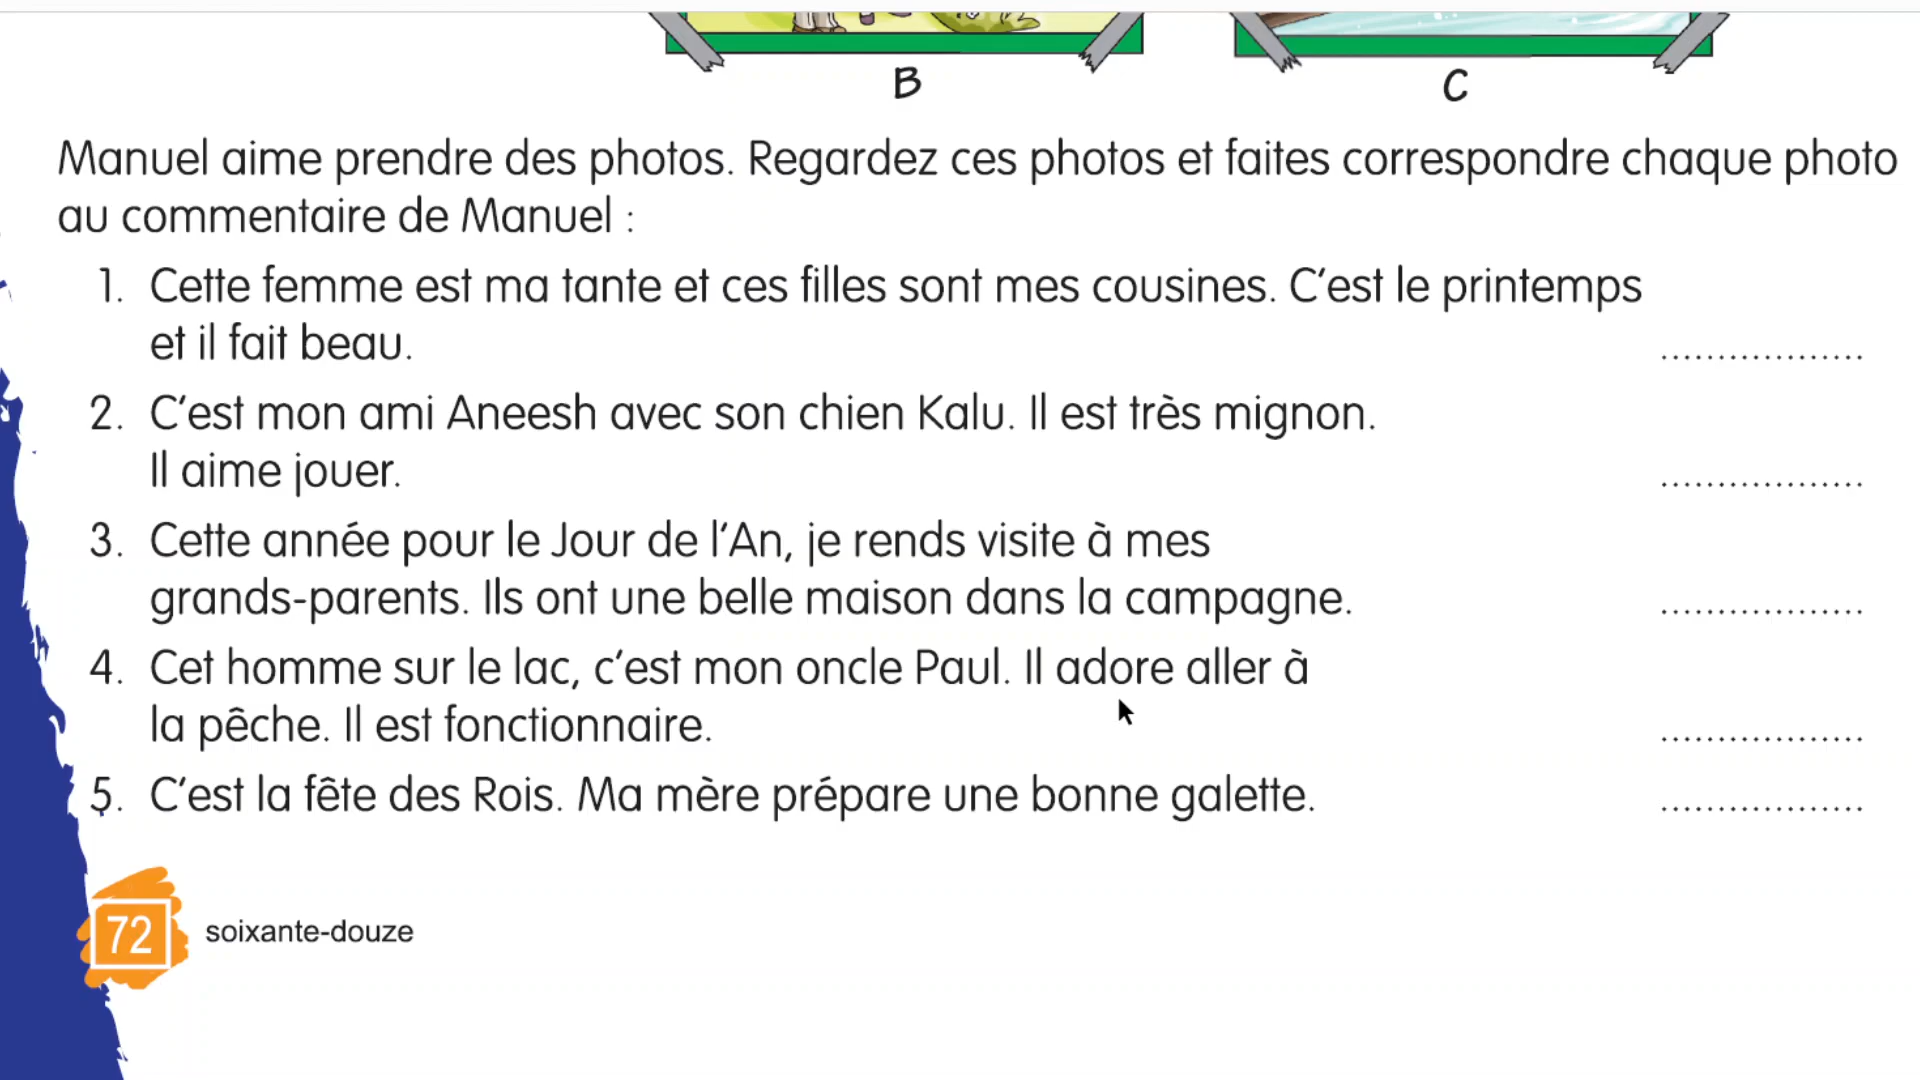 B
C
Manuel aime prendre des photos. Regardez ces photos et faites correspondre chaque photo
au commentaire de Manuel :
1. Cette femme est ma tante et ces filles sont mes cousines. C’est le printemps
et il fait beau. ..................
2. C’est mon ami Aneesh avec son chien Kalu. Il est très mignon.
Il aime jouer. ..................
3. Cette année pour le Jour de l’An, je rends visite à mes
grands-parents. Ils ont une belle maison dans la campagne. ..................
4. Cet homme sur le lac, c’est mon oncle Paul. Il adore aller à
la pêche. Il est fonctionnaire. ..................
5. C’est la fête des Rois. Ma mère prépare une bonne galette. ..................
72 soixante-douze